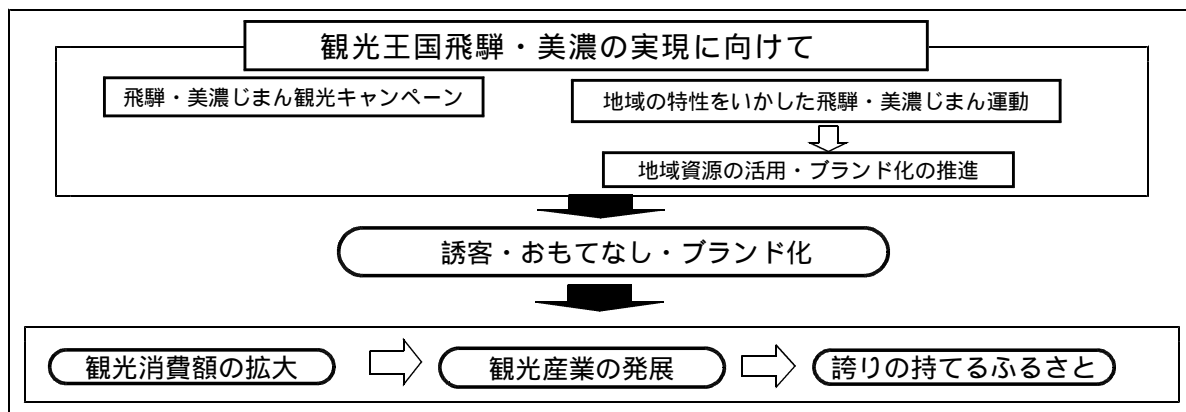 観光王国飛騨・美濃の実現に向けて
飛騨・美濃じまん観光キャンペーン
地域の特性をいかした飛騨・美濃じまん運動
地域資源の活用・ブランド化の推進
誘客・おもてなし・ブランド化
観光消費額の拡大
観光産業の発展
誇りの持てるふるさと